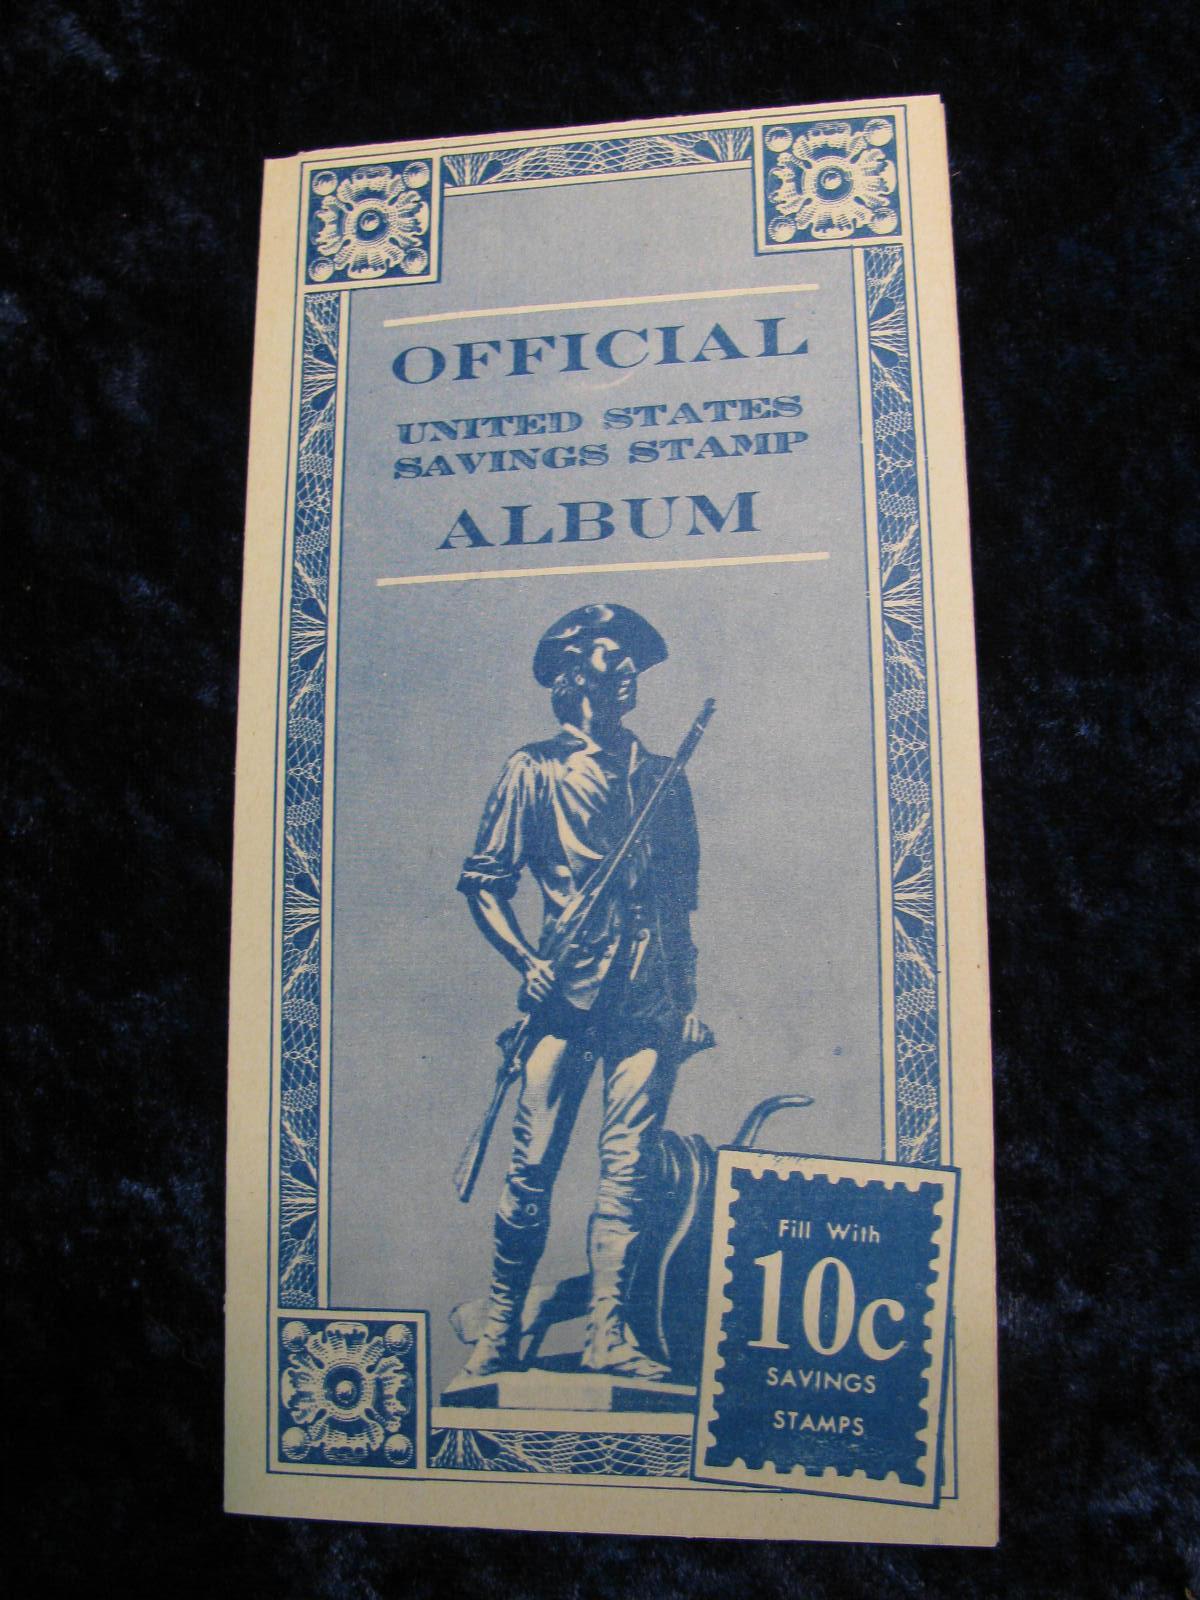 OFFICIAL
UNITED STATES
SAVINGS STAMP
ALBUM
Fill With
10c
SAVINGS
STAMPS